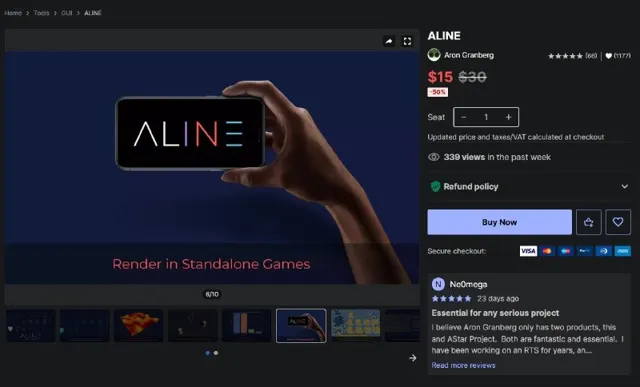 Home > Tools > GUI > ALINE
ALINE
Aron Granberg
(66) | (1177)
$15 $30
-50%
Seat - 1 +
Updated price and taxes/VAT calculated at checkout
339 views in the past week
Refund policy
Buy Now
Secure checkout: VISA
ALINE
Render in Standalone Games
6/10
N
No0mega
23 days ago
Essential for any serious project
I believe Aron Granberg only has two products, this
and AStar Project. Both are fantastic and essential. I
have been working on an RTS for years, an...
Read more reviews